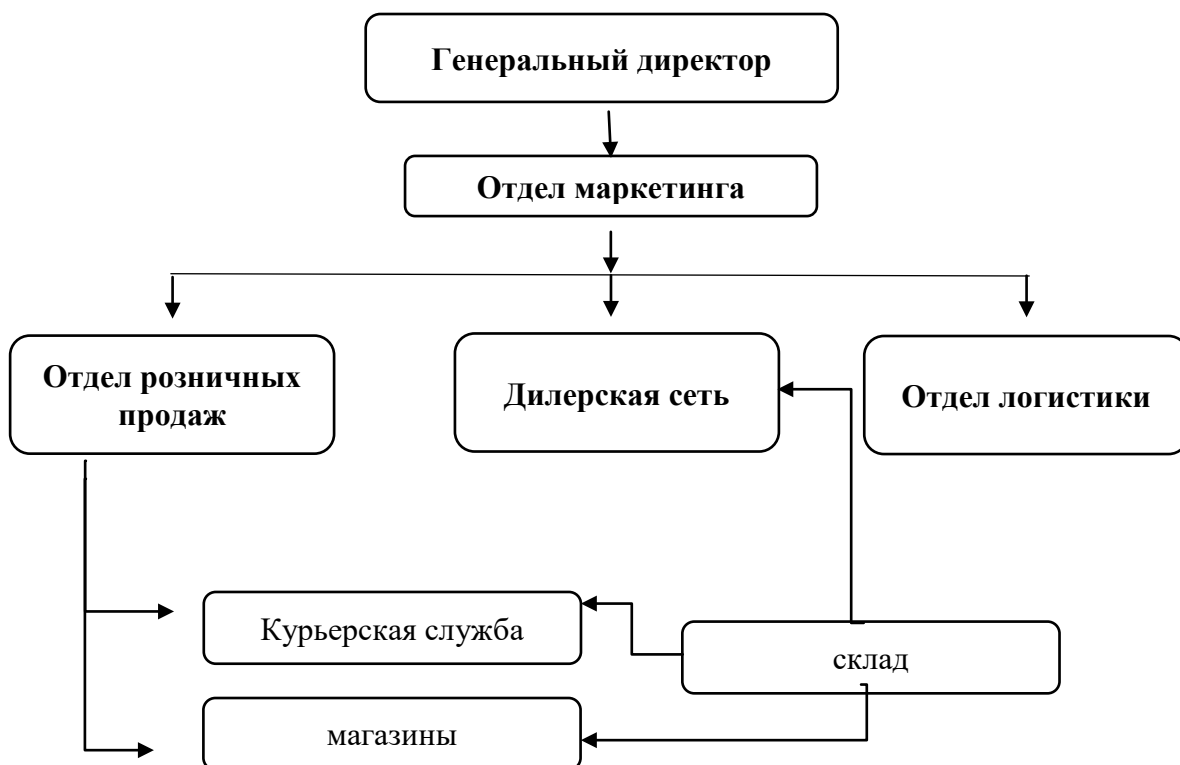 Генеральный директор
Отдел маркетинга
Отдел розничных
продаж
Дилерская сеть
Отдел логистики
Курьерская служба
склад
магазины